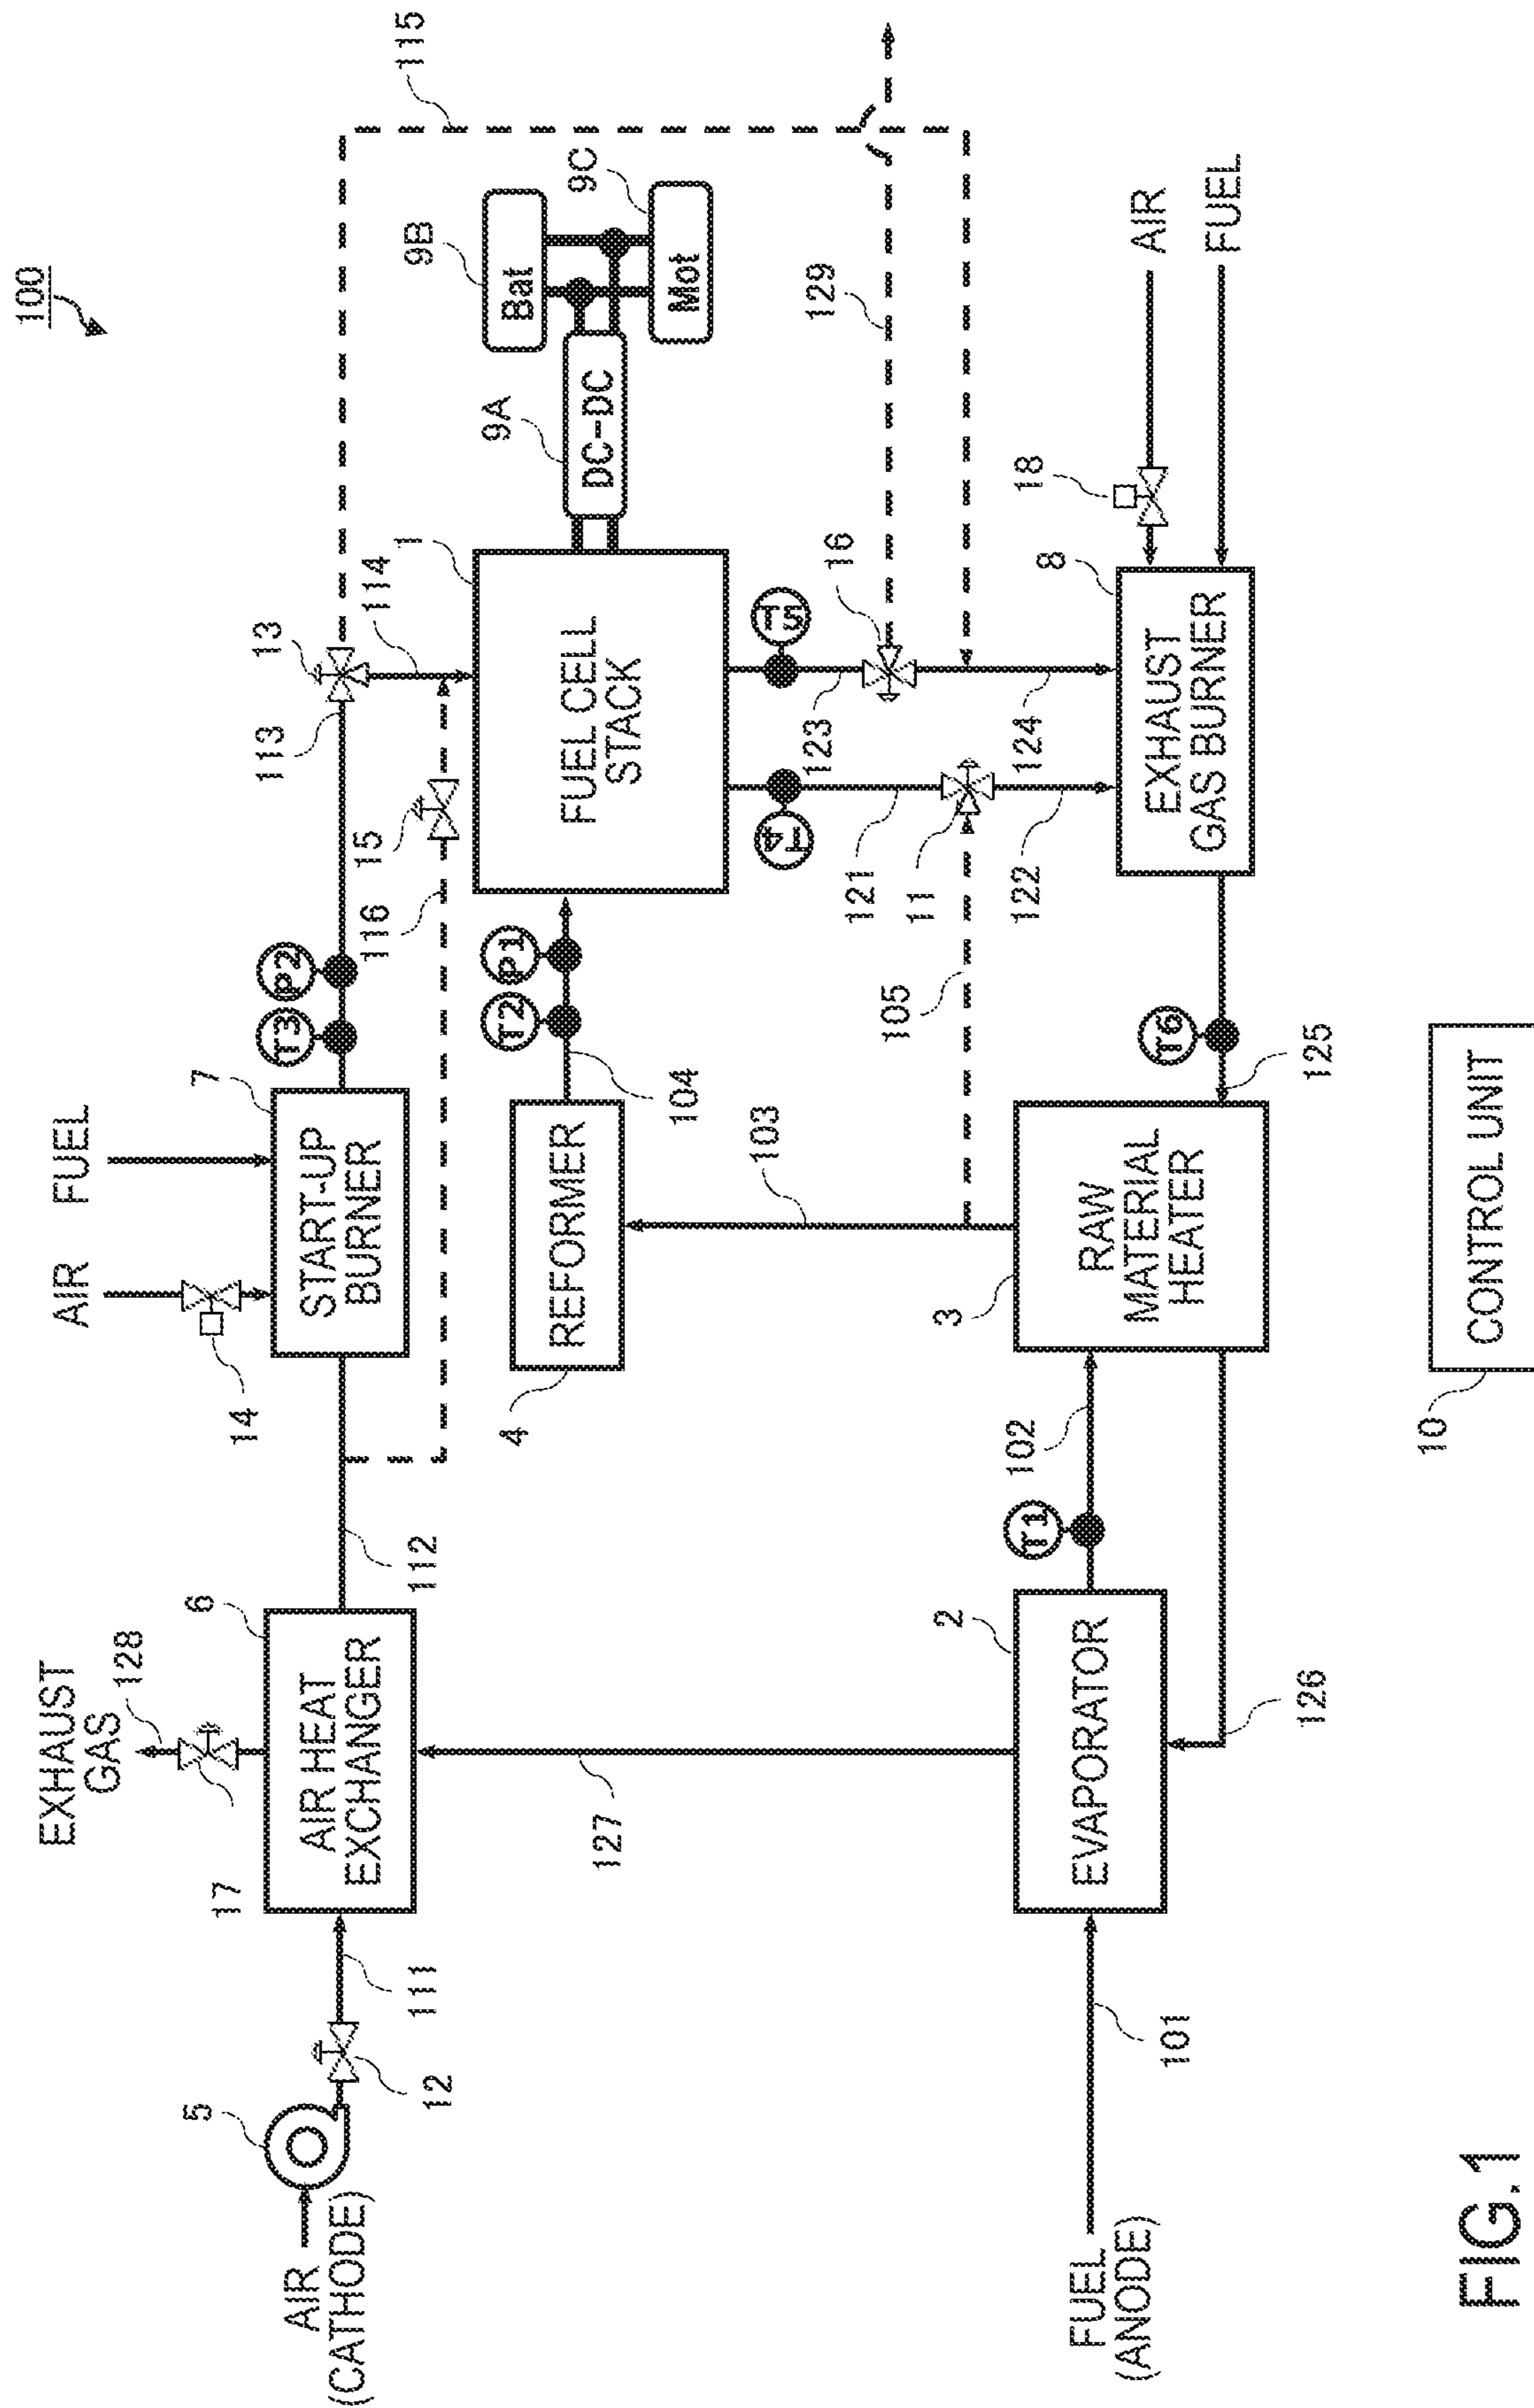 100
EXHAUST
GAS
128
17
AIR
14
FUEL
7
START-UP
BURNER
T3
P2
113
13
115
AIR
(CATHODE)
5
12
111
6
AIR HEAT
EXCHANGER
112
116
15
114
1
FUEL CELL
STACK
9A
DC-DC
9B
Bat
9C
Mot
4
REFORMER
104
T2
P1
127
103
105
T4
T5
121
11
122
123
16
124
129
FUEL
(ANODE)
101
2
EVAPORATOR
T1
102
3
RAW
MATERIAL
HEATER
126
T6
125
8
EXHAUST
GAS BURNER
18
AIR
FUEL
10
CONTROL UNIT
FIG.1